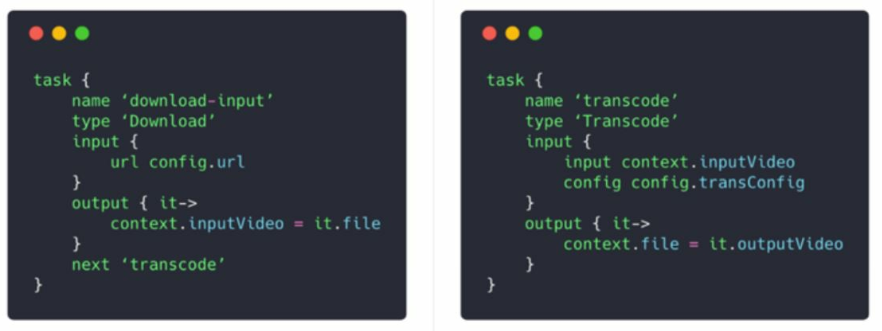 task {
    name ‘download-input’
    type ‘Download’
    input {
        url config.url
    }
    output { it->
        context.inputVideo = it.file
    }
    next ‘transcode’
}
task {
    name ‘transcode’
    type ‘Transcode’
    input {
        input context.inputVideo
        config config.transConfig
    }
    output { it->
        context.file = it.outputVideo
    }
}